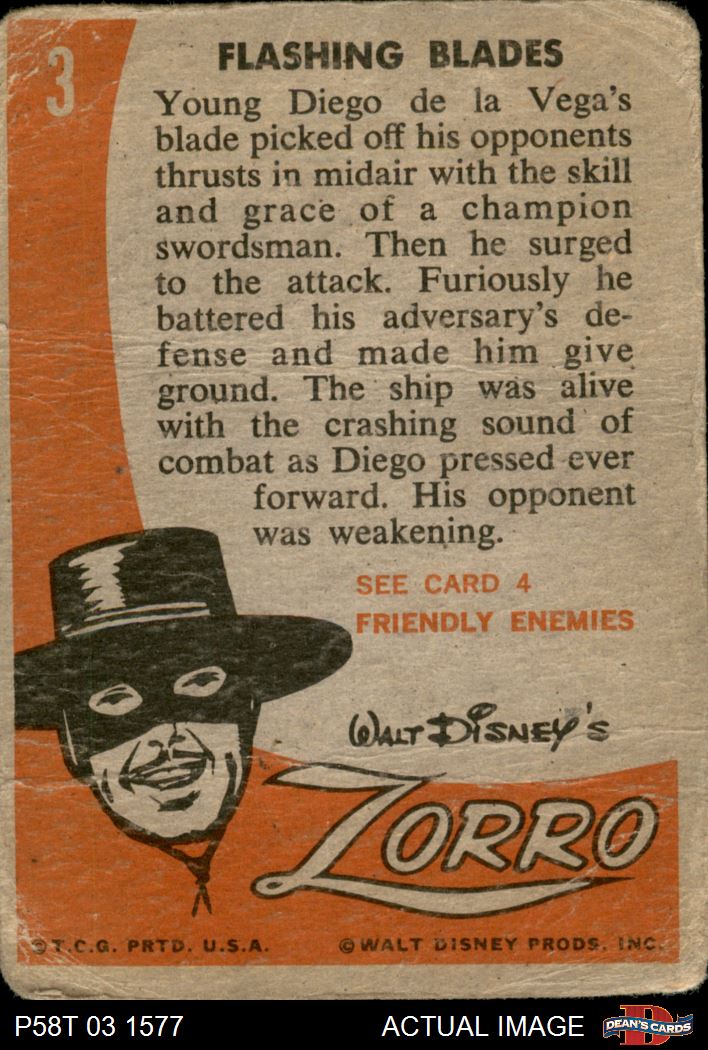 3
FLASHING BLADES
Young Diego de la Vega's
blade picked off his opponents
thrusts in midair with the skill
and grace of a champion
swordsman. Then he surged
to the attack. Furiously he
battered his adversary's de-
fense and made him give
ground. The ship was alive
with the crashing sound of
combat as Diego pressed ever
forward. His opponent
was weakening.
SEE CARD 4
FRIENDLY ENEMIES
WALT DISNEY'S
ZORRO
©T.C.G. PRTD. U.S.A. ©WALT DISNEY PRODS. INC.
P58T 03 1577 ACTUAL IMAGE DEAN'S CARDS